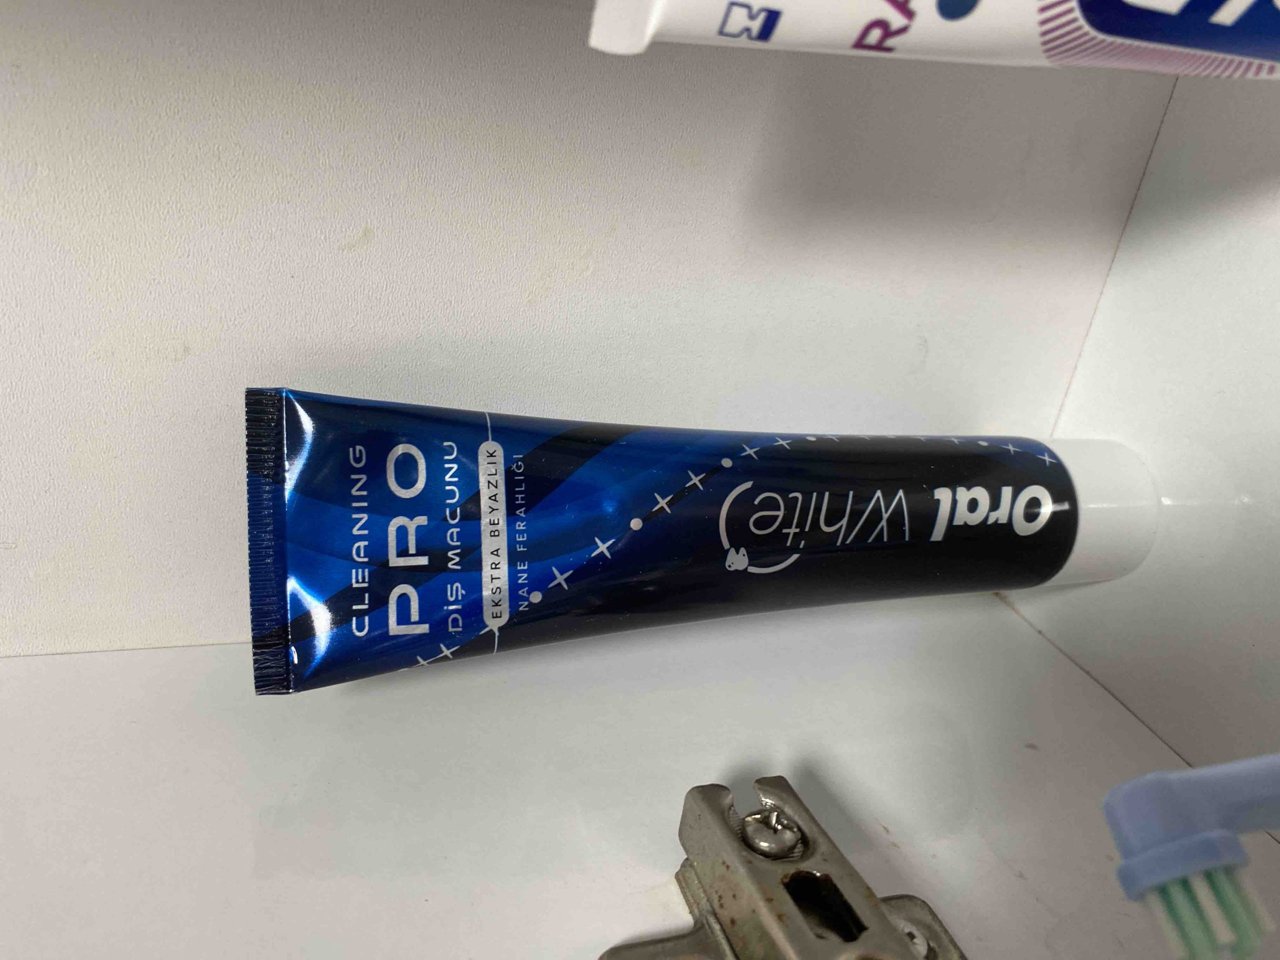 Oral
White
CLEANING
PRO
DİŞ MACUNU
EKSTRA BEYAZLIK
NANE FERAHLIĞI